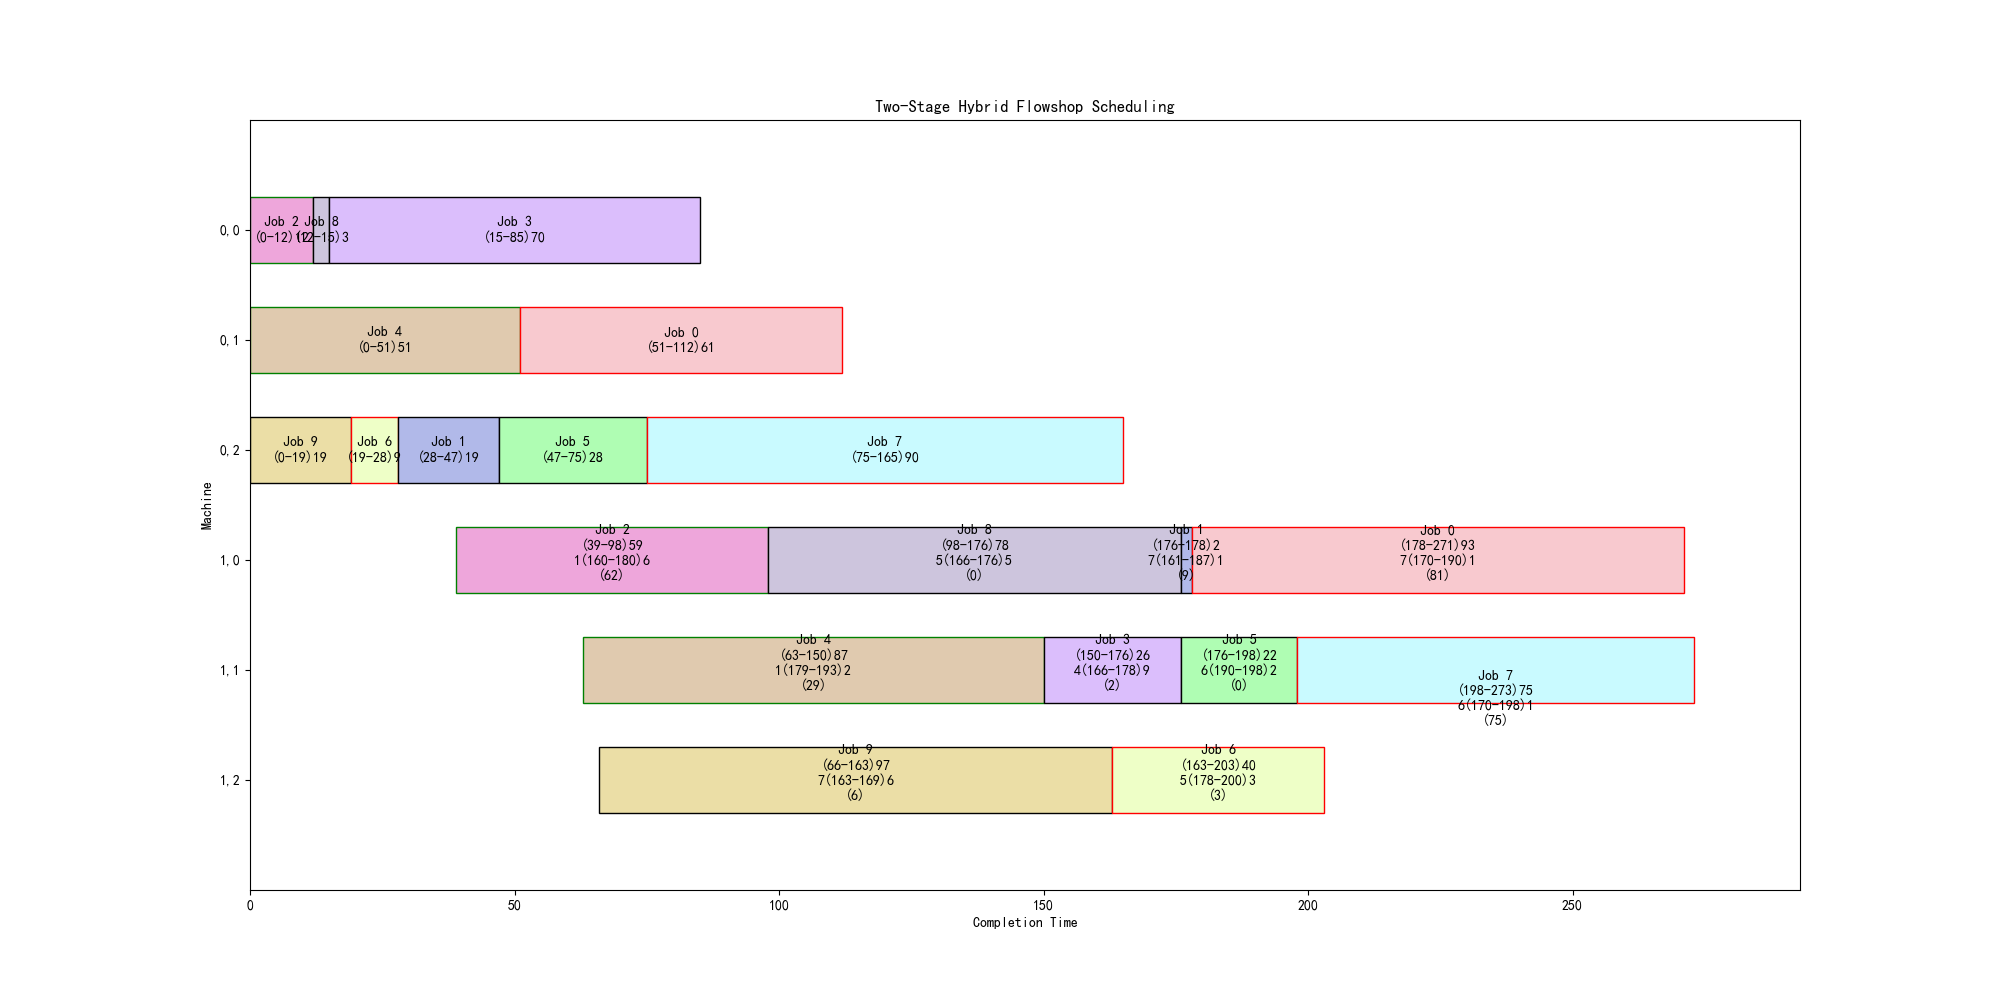 Two-Stage Hybrid Flowshop Scheduling
0,0
Job 2
(0-12)12
Job 8
(12-15)3
Job 3
(15-85)70
0,1
Job 4
(0-51)51
Job 0
(51-112)61
0,2
Job 9
(0-19)19
Job 6
(19-28)9
Job 1
(28-47)19
Job 5
(47-75)28
Job 7
(75-165)90
Machine
1,0
Job 2
(39-98)59
1(160-180)6
(62)
Job 8
(98-176)78
5(166-176)5
(0)
Job 1
(176-178)2
7(161-187)1
(9)
Job 0
(178-271)93
7(170-190)1
(81)
1,1
Job 4
(63-150)87
1(179-193)2
(29)
Job 3
(150-176)26
4(166-178)9
(2)
Job 5
(176-198)22
6(190-198)2
(0)
Job 7
(198-273)75
6(170-198)1
(75)
1,2
Job 9
(66-163)97
7(163-169)6
(6)
Job 6
(163-203)40
5(178-200)3
(3)
0
50
100
150
200
250
Completion Time